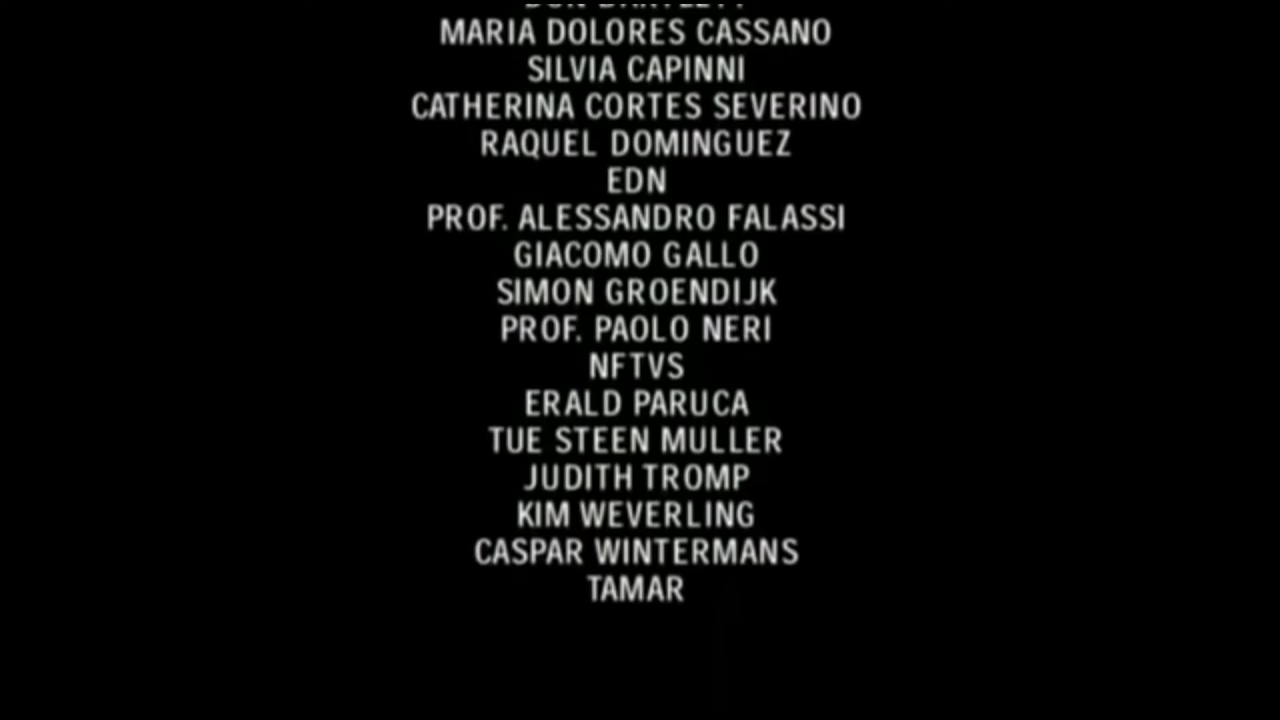 MARIA DOLORES CASSANO
SILVIA CAPINNI
CATHERINA CORTES SEVERINO
RAQUEL DOMINGUEZ
EDN
PROF. ALESSANDRO FALASSI
GIACOMO GALLO
SIMON GROENDIJK
PROF. PAOLO NERI
NFTVS
ERALD PARUCA
TUE STEEN MULLER
JUDITH TROMP
KIM WEVERLING
CASPAR WINTERMANS
TAMAR